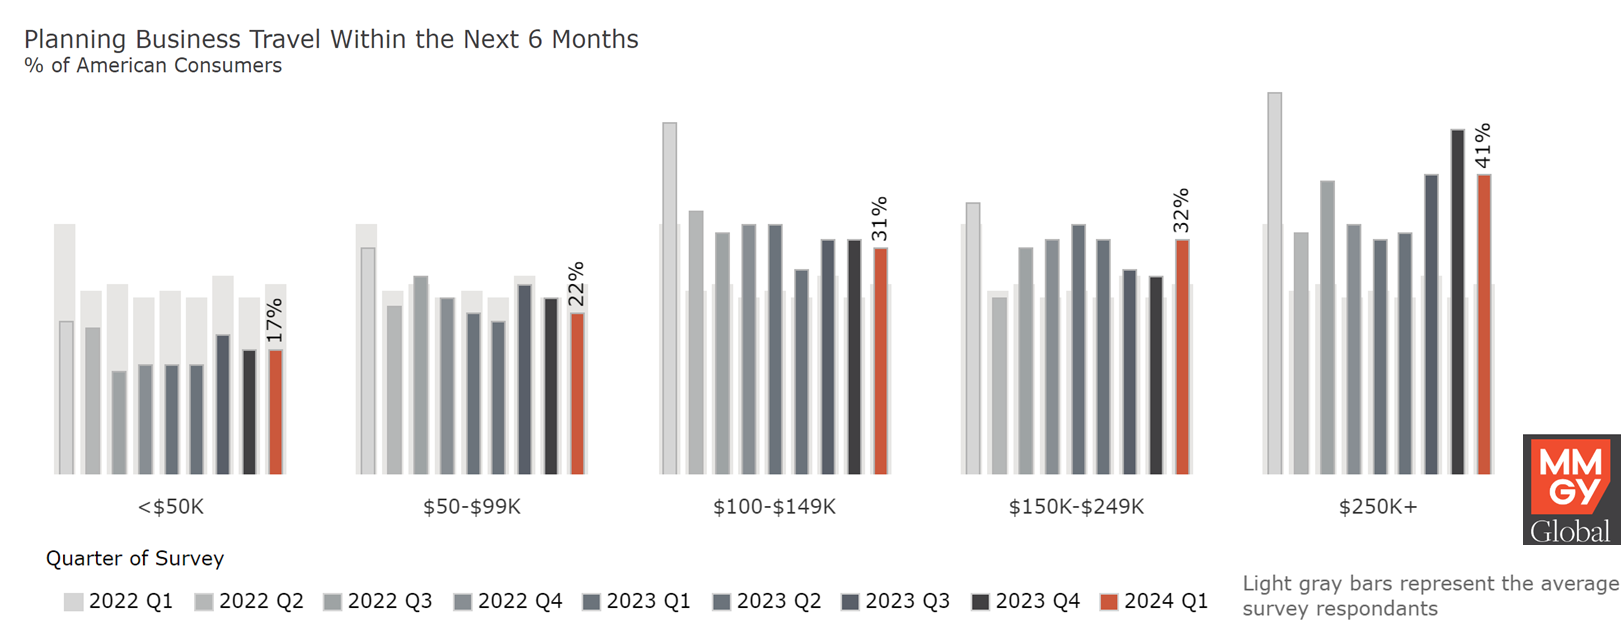 Planning Business Travel Within the Next 6 Months
% of American Consumers
17%
22%
31%
32%
41%
<$50K
$50-$99K
$100-$149K
$150K-$249K
$250K+
MM
GY
Global
Quarter of Survey
2022 Q1
2022 Q2
2022 Q3
2022 Q4
2023 Q1
2023 Q2
2023 Q3
2023 Q4
2024 Q1
Light gray bars represent the average
survey respondants